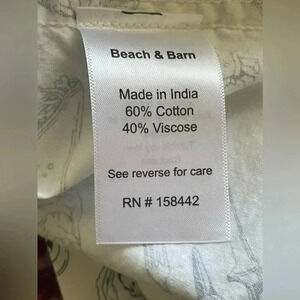 Beach & Barn
Made in India
60% Cotton
40% Viscose
See reverse for care
RN # 158442